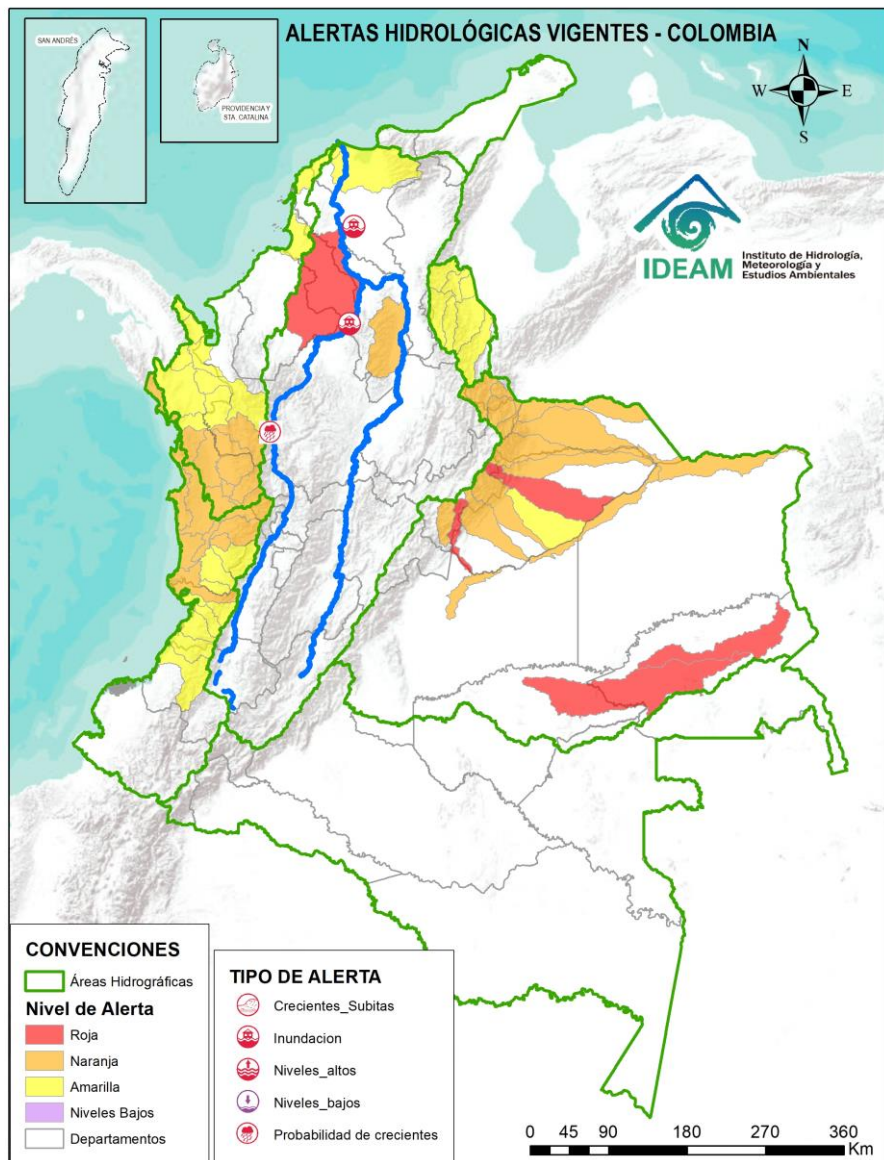 ALERTAS HIDROLÓGICAS VIGENTES - COLOMBIA
SAN ANDRÉS
PROVIDENCIA Y
STA. CATALINA
N
W
E
S
IDEAM
Instituto de Hidrología,
Meteorología y
Estudios Ambientales
CONVENCIONES
Áreas Hidrográficas
Nivel de Alerta
Roja
Naranja
Amarilla
Niveles Bajos
Departamentos
TIPO DE ALERTA
Crecientes_Subitas
Inundacion
Niveles_altos
Niveles_bajos
Probabilidad de crecientes
0 45 90 180 270 360
Km